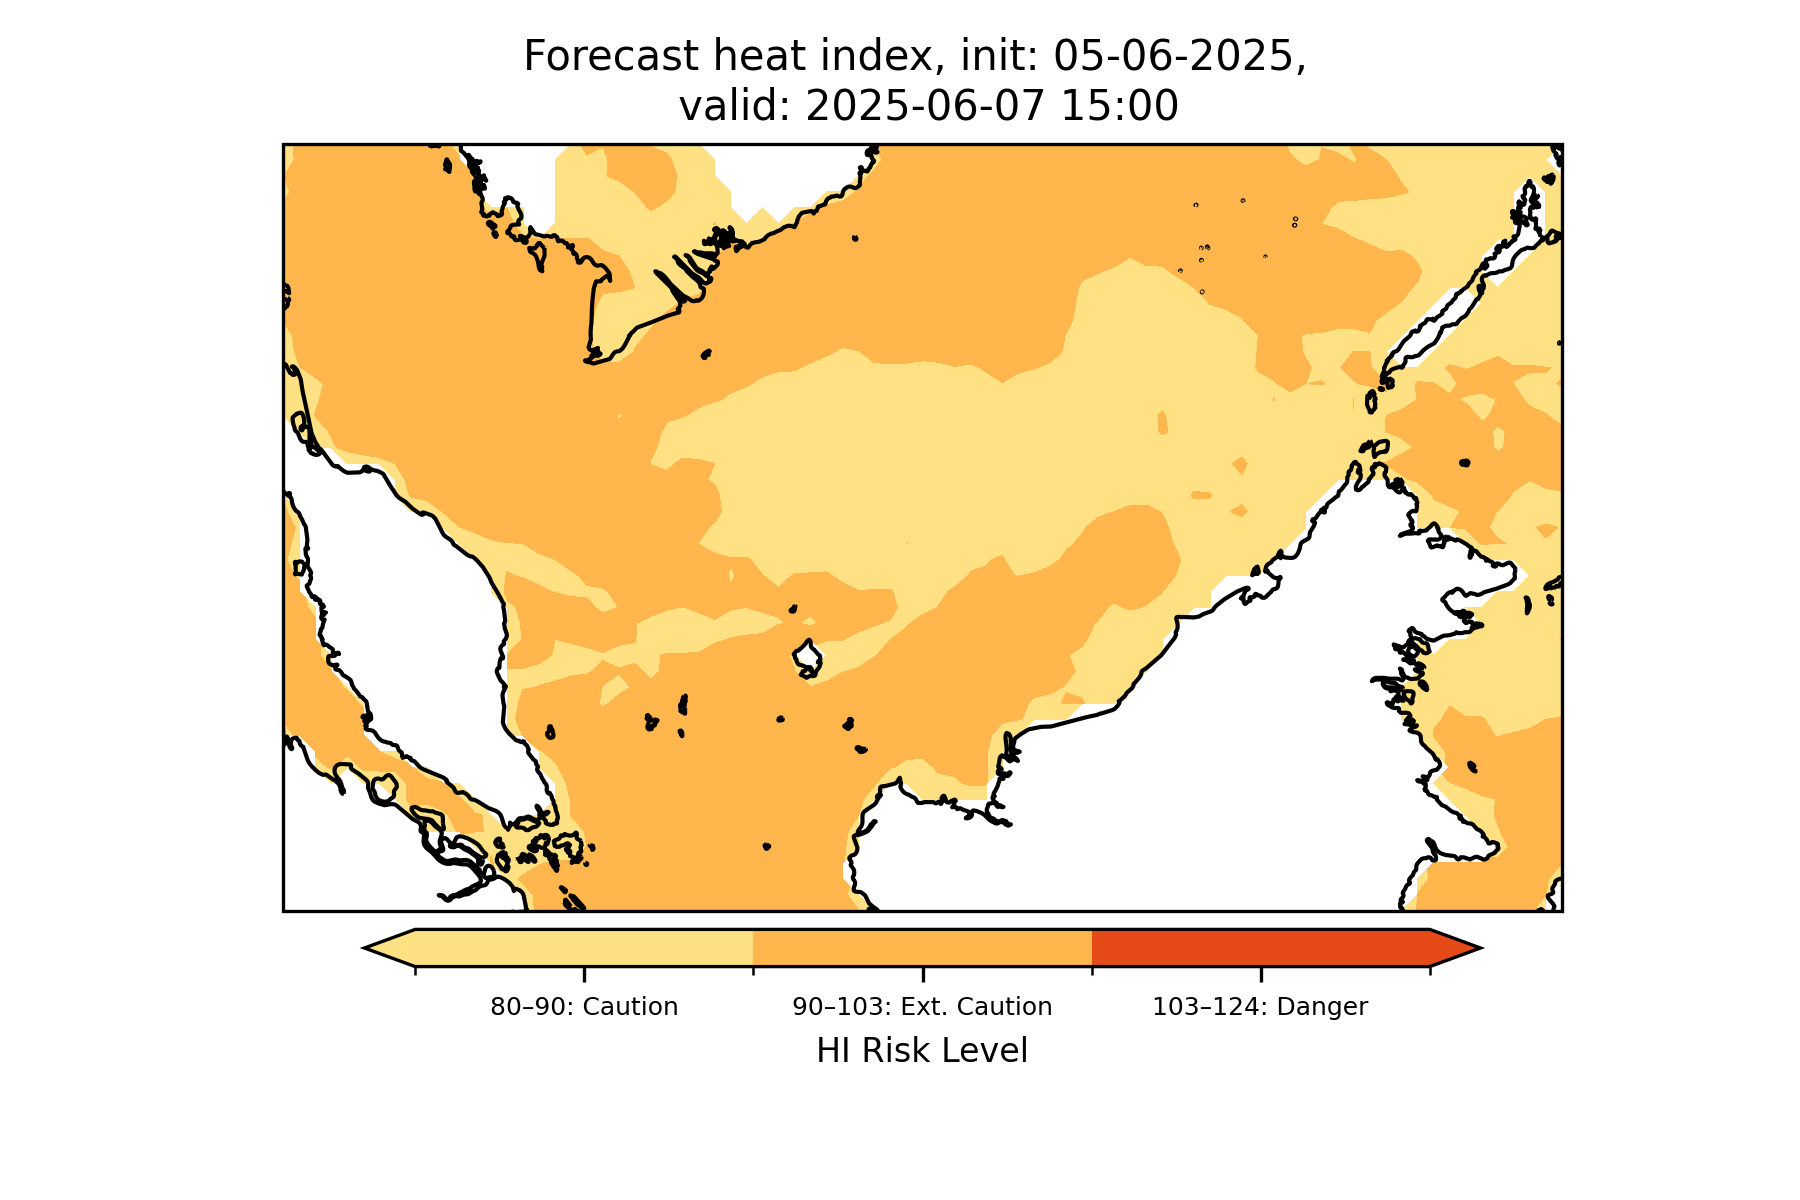 Forecast heat index, init: 05-06-2025,
valid: 2025-06-07 15:00
80–90: Caution
90–103: Ext. Caution
103–124: Danger
HI Risk Level